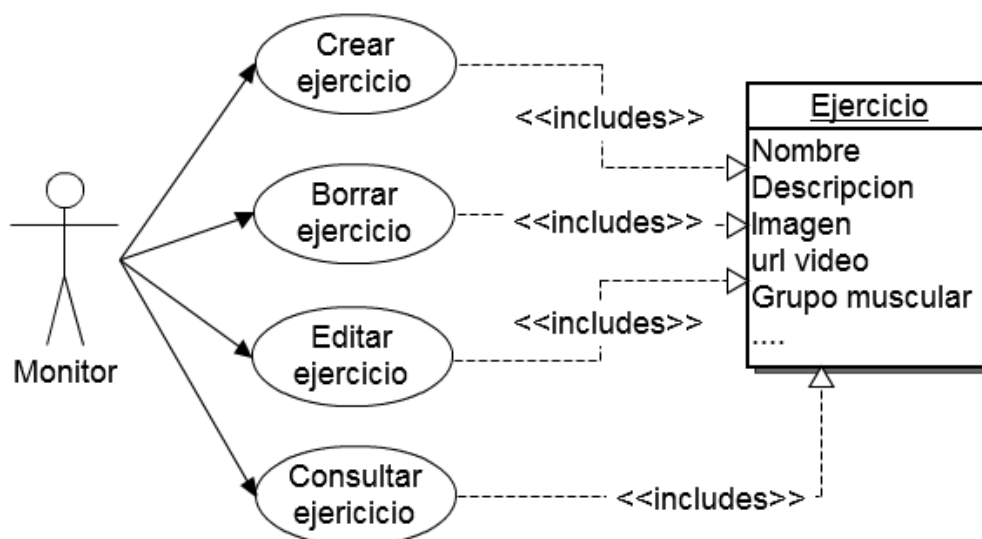 Crear
ejercicio
<<includes>>
Ejercicio
Nombre
Descripcion
Imagen
url video
Grupo muscular
....
Borrar
ejercicio
<<includes>>
Monitor
Editar
ejercicio
<<includes>>
Consultar
ejericicio
<<includes>>